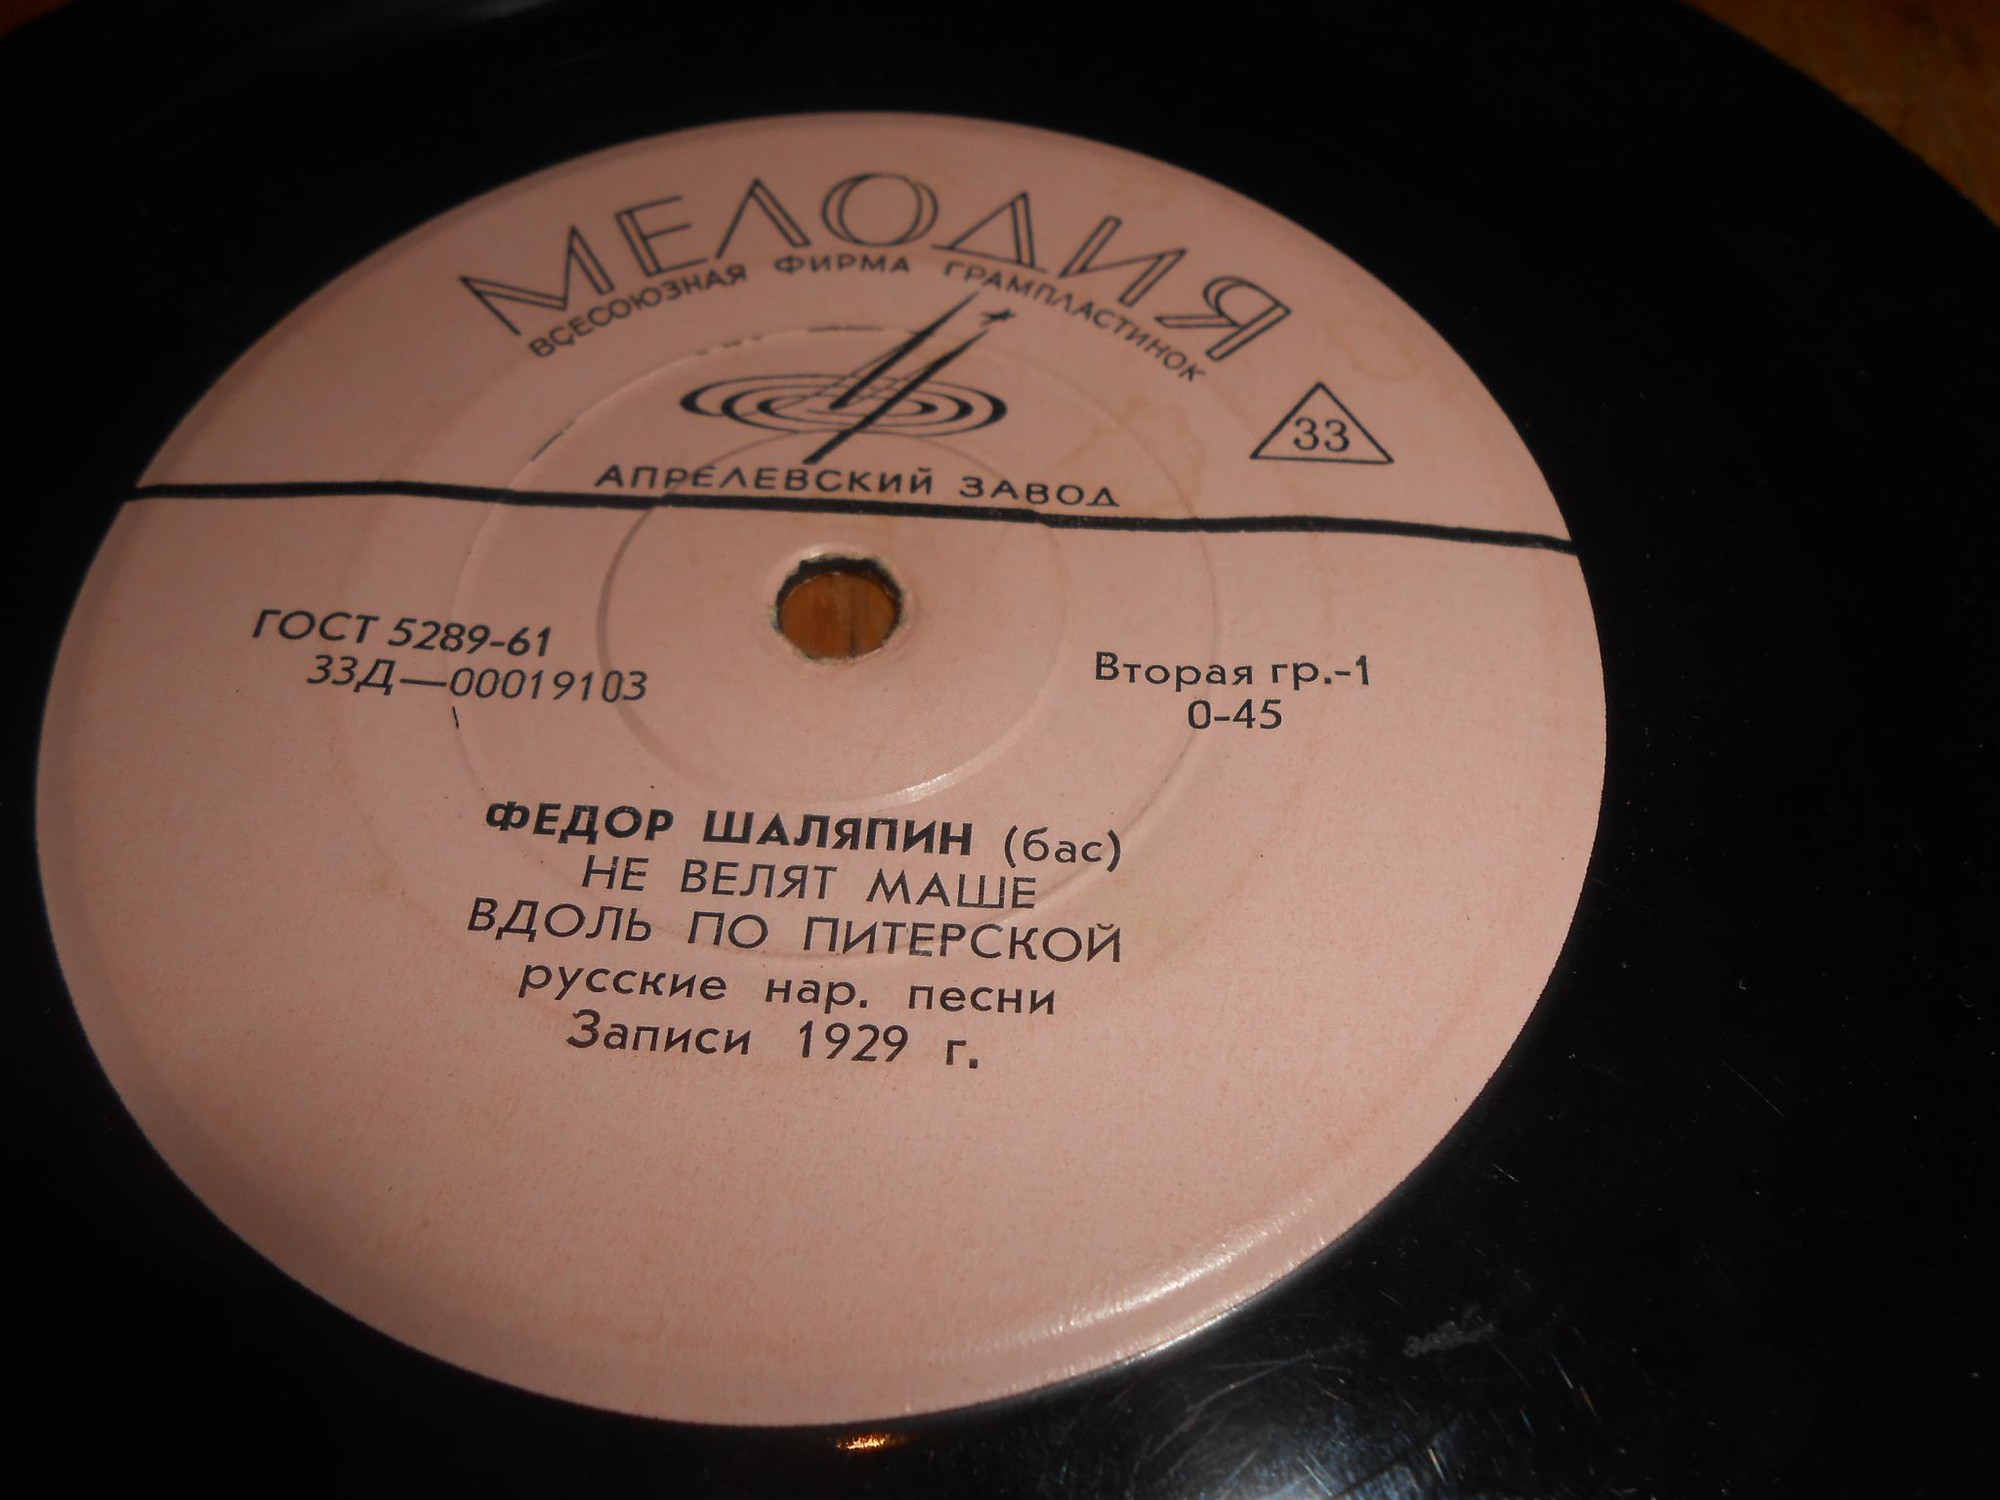 МЕЛОДИЯ
ВСЕСОЮЗНАЯ ФИРМА ГРАМПЛАСТИНОК
33
АПРЕЛЕВСКИЙ ЗАВОД
ГОСТ 5289-61
33Д—00019103
Вторая гр.-1
0-45
ФЕДОР ШАЛЯПИН (бас)
НЕ ВЕЛЯТ МАШЕ
ВДОЛЬ ПО ПИТЕРСКОЙ
русские нар. песни
Записи 1929 г.